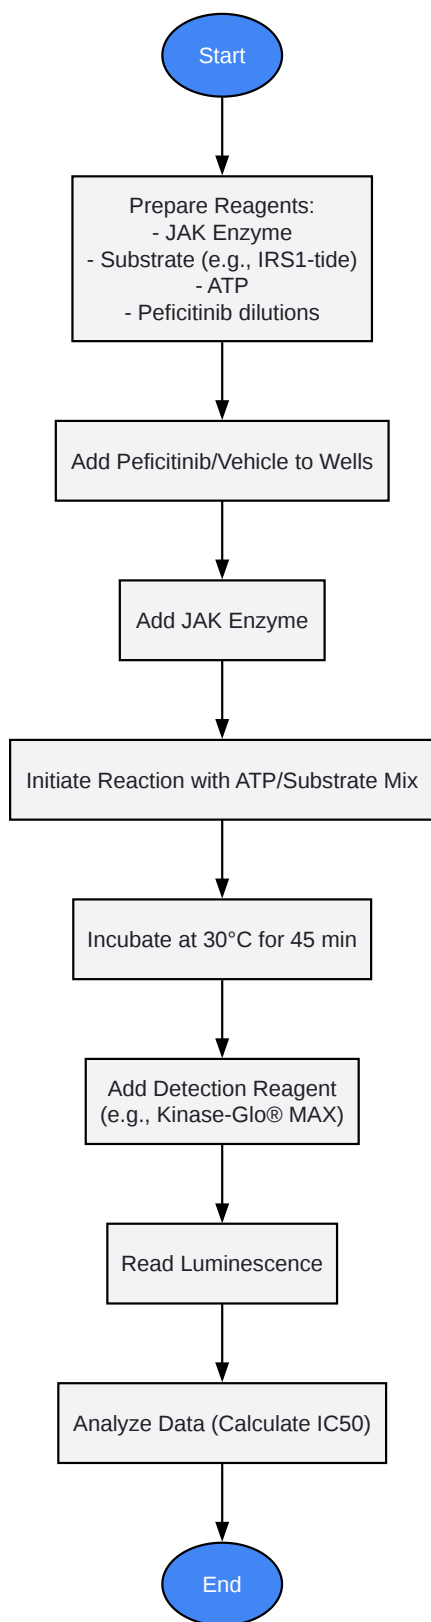 Start
Prepare Reagents:
- JAK Enzyme
- Substrate (e.g., IRS1-tide)
- ATP
- Peficitinib dilutions
Add Peficitinib/Vehicle to Wells
Add JAK Enzyme
Initiate Reaction with ATP/Substrate Mix
Incubate at 30°C for 45 min
Add Detection Reagent
(e.g., Kinase-Glo® MAX)
Read Luminescence
Analyze Data (Calculate IC50)
End